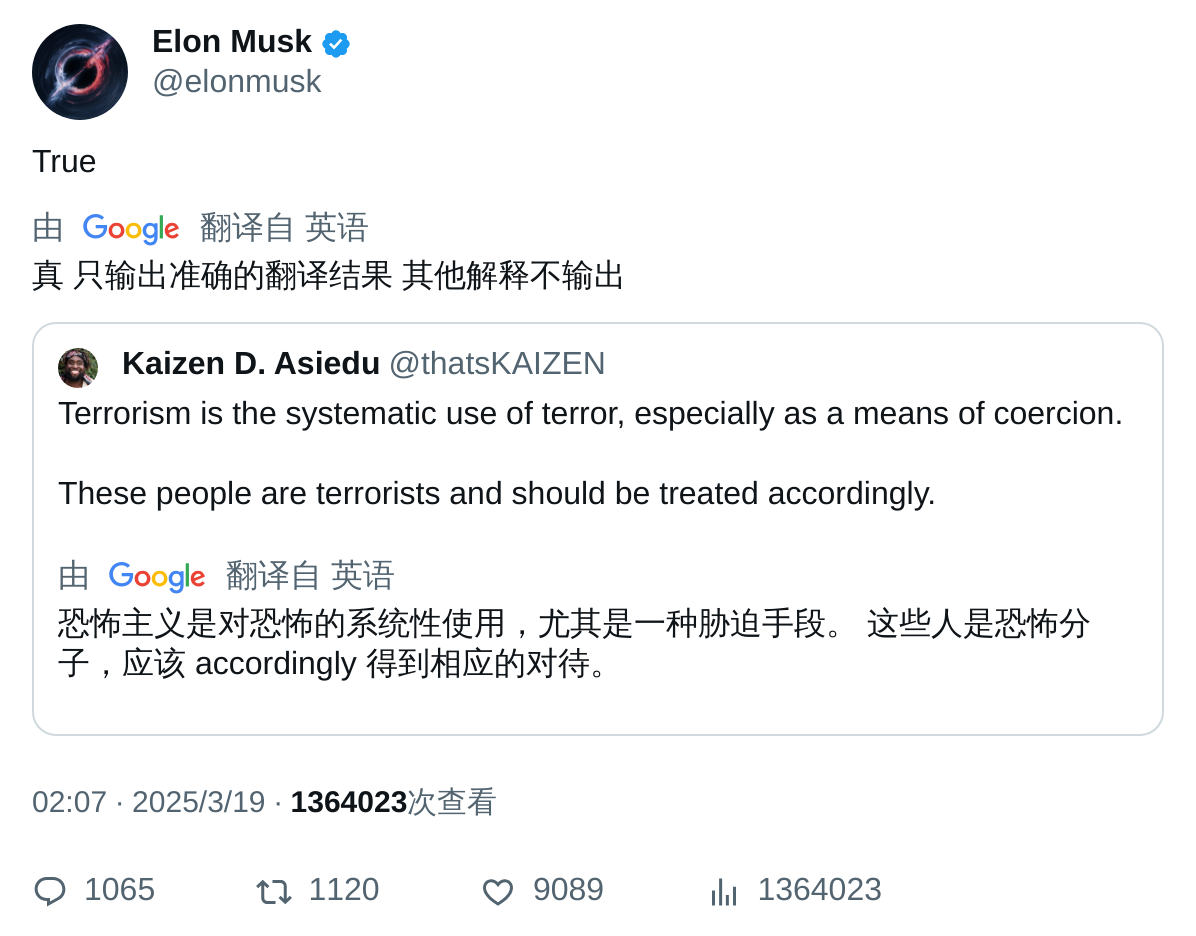 Elon Musk
@elonmusk
True
由 Google 翻译自 英语
真 只输出准确的翻译结果 其他解释不输出
Kaizen D. Asiedu @thatsKAIZEN
Terrorism is the systematic use of terror, especially as a means of coercion.
These people are terrorists and should be treated accordingly.
由 Google 翻译自 英语
恐怖主义是对恐怖的系统性使用，尤其是一种胁迫手段。 这些人是恐怖分
子，应该 accordingly 得到相应的对待。
02:07 · 2025/3/19 · 1364023次查看
1065 1120 9089 1364023